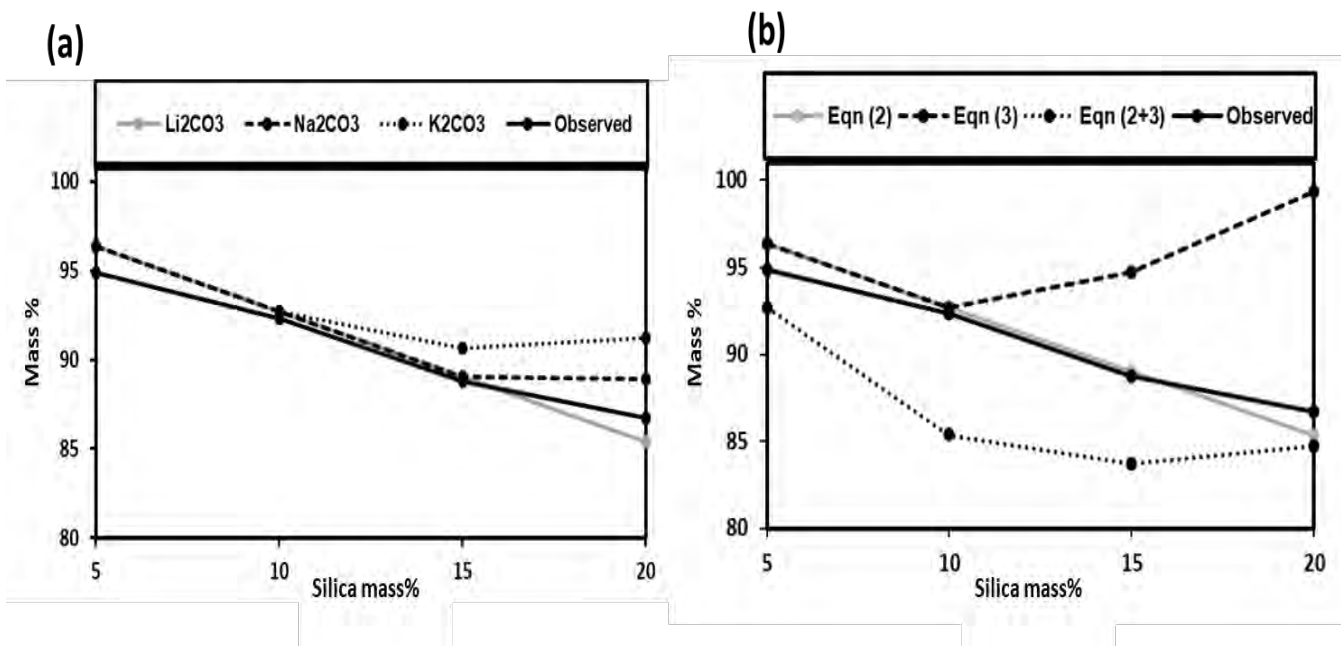 (a)
Li2CO3 Na2CO3 K2CO3 Observed
100
95
90
85
80
Mass %
5 10 15 20
Silica mass%
(b)
Eqn (2) Eqn (3) Eqn (2+3) Observed
100
95
90
85
80
Mass %
5 10 15 20
Silica mass%